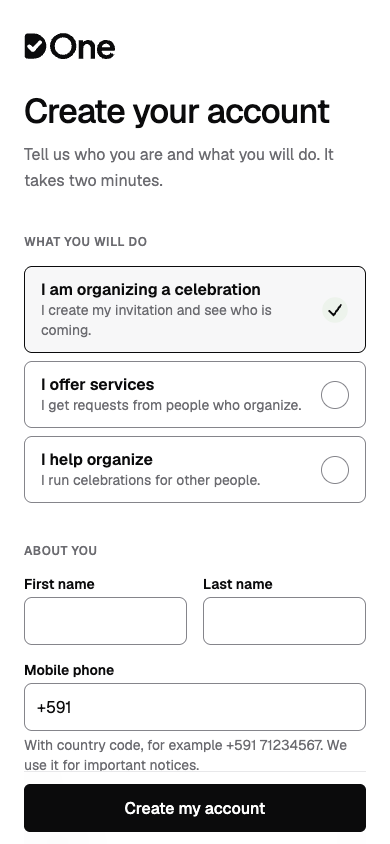 One
Create your account
Tell us who you are and what you will do. It
takes two minutes.
WHAT YOU WILL DO
I am organizing a celebration
I create my invitation and see who is
coming.
I offer services
I get requests from people who organize.
I help organize
I run celebrations for other people.
ABOUT YOU
First name
Last name
Mobile phone
+591
With country code, for example +591 71234567. We
use it for important notices.
Create my account